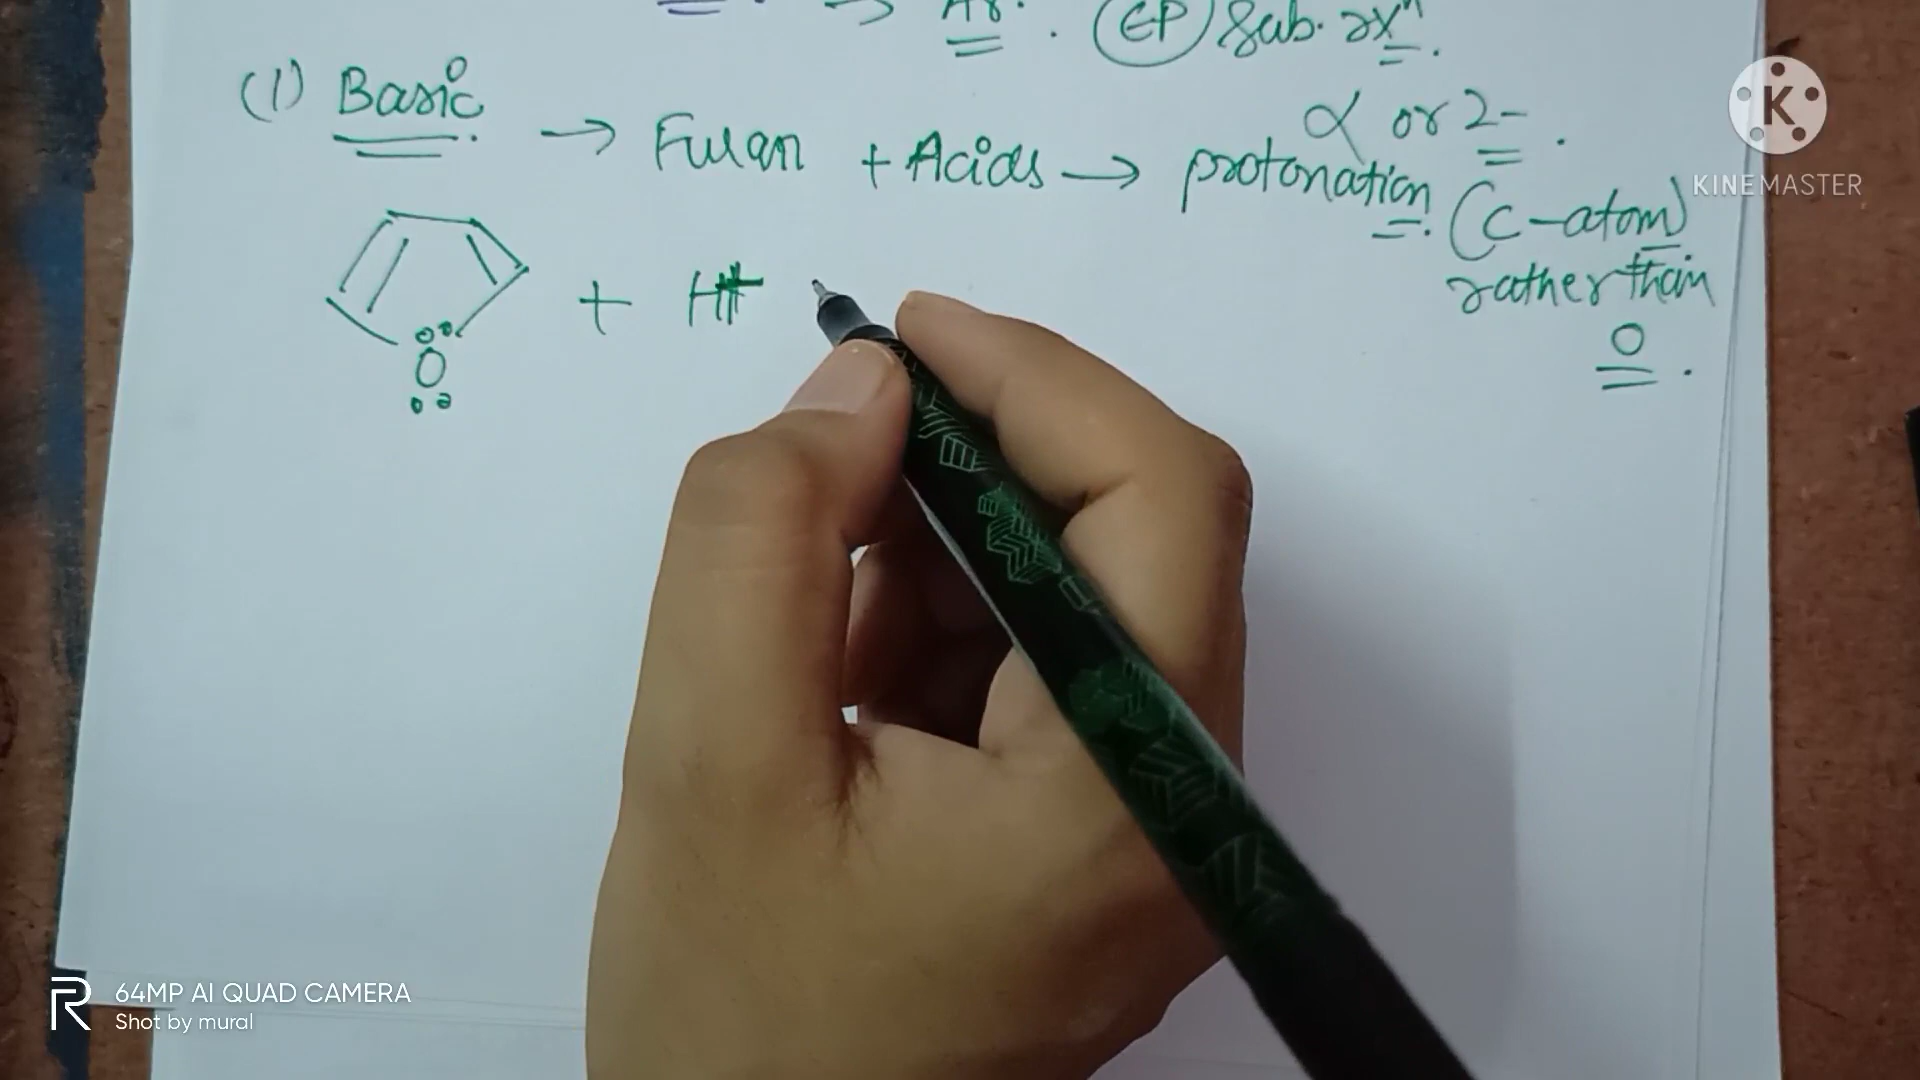 Ar. (EP) Sub. rxⁿ.
(1) Basic → Furan + Acids → protonation.
α or 2-.
(C-atom)
rather than
O.
O
+ H+
KINEMASTER
64MP AI QUAD CAMERA
Shot by mural